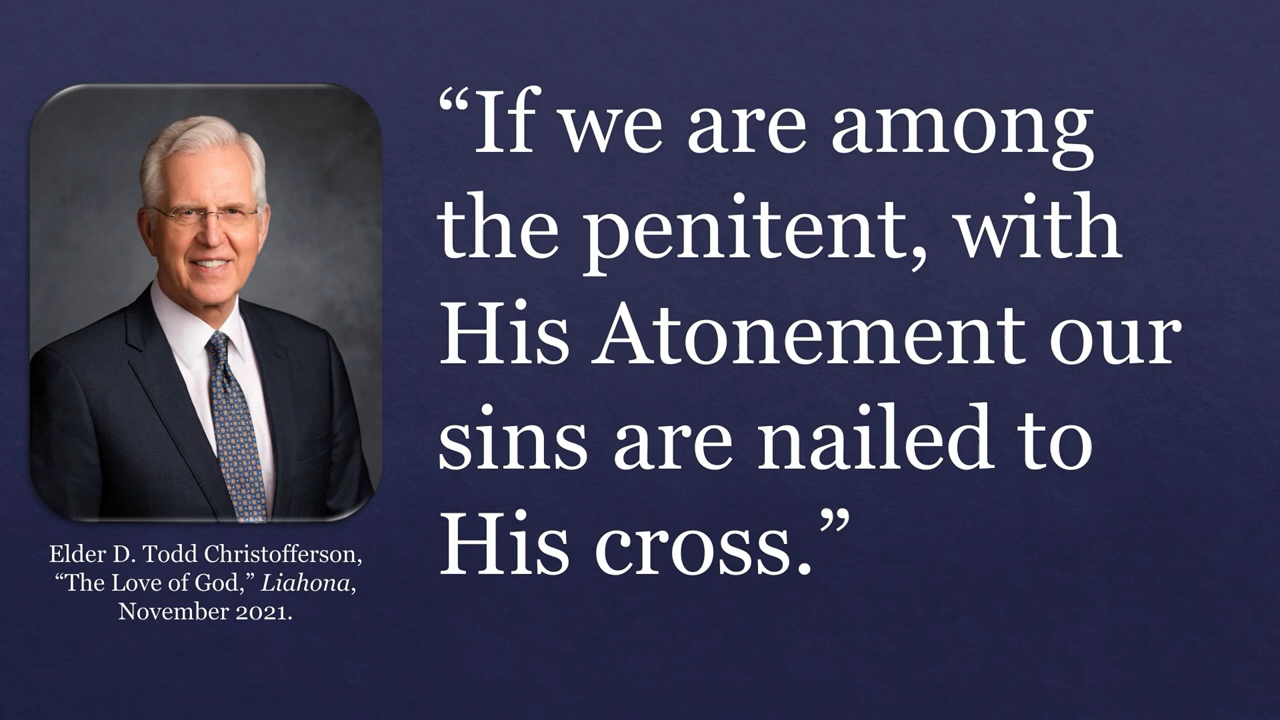 “If we are among
the penitent, with
His Atonement our
sins are nailed to
His cross.”
Elder D. Todd Christofferson,
“The Love of God,” Liahona,
November 2021.